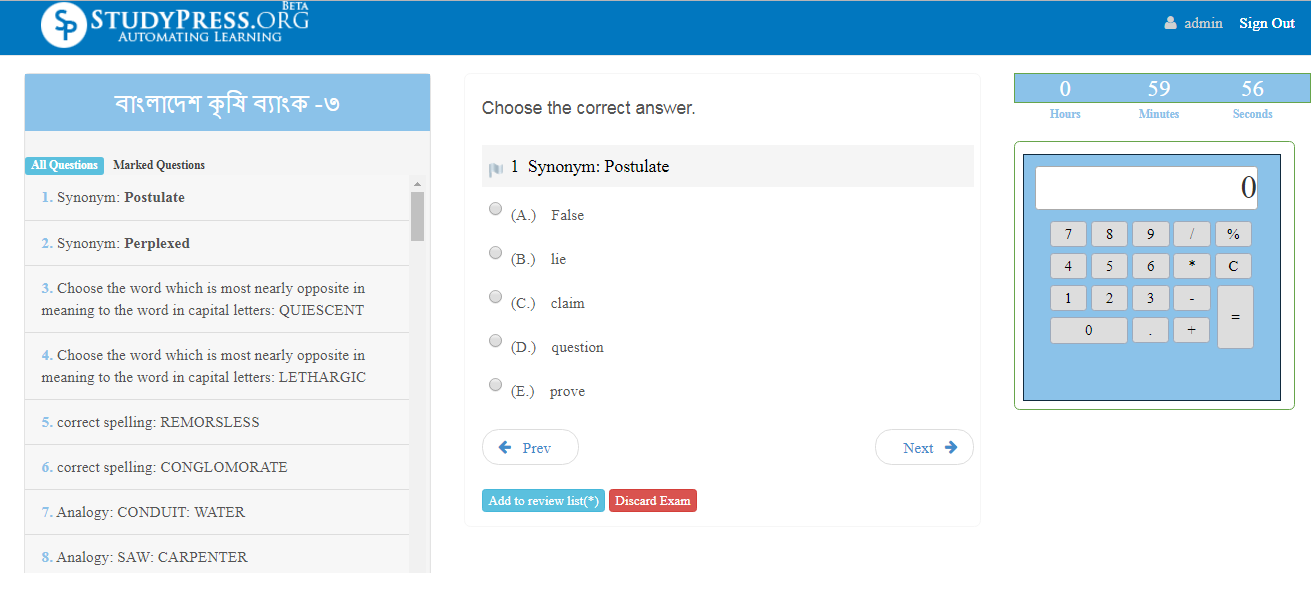 SP STUDYPRESS.ORG BETA
AUTOMATING LEARNING
admin Sign Out
বাংলাদেশ কৃষি ব্যাংক -৩
All Questions Marked Questions
1. Synonym: Postulate
2. Synonym: Perplexed
3. Choose the word which is most nearly opposite in
meaning to the word in capital letters: QUIESCENT
4. Choose the word which is most nearly opposite in
meaning to the word in capital letters: LETHARGIC
5. correct spelling: REMORSLESS
6. correct spelling: CONGLOMORATE
7. Analogy: CONDUIT: WATER
8. Analogy: SAW: CARPENTER
Choose the correct answer.
1 Synonym: Postulate
(A.) False
(B.) lie
(C.) claim
(D.) question
(E.) prove
Prev Next
Add to review list(*) Discard Exam
0 59 56
Hours Minutes Seconds
0
7 8 9 / %
4 5 6 * C
1 2 3 - =
0 . +